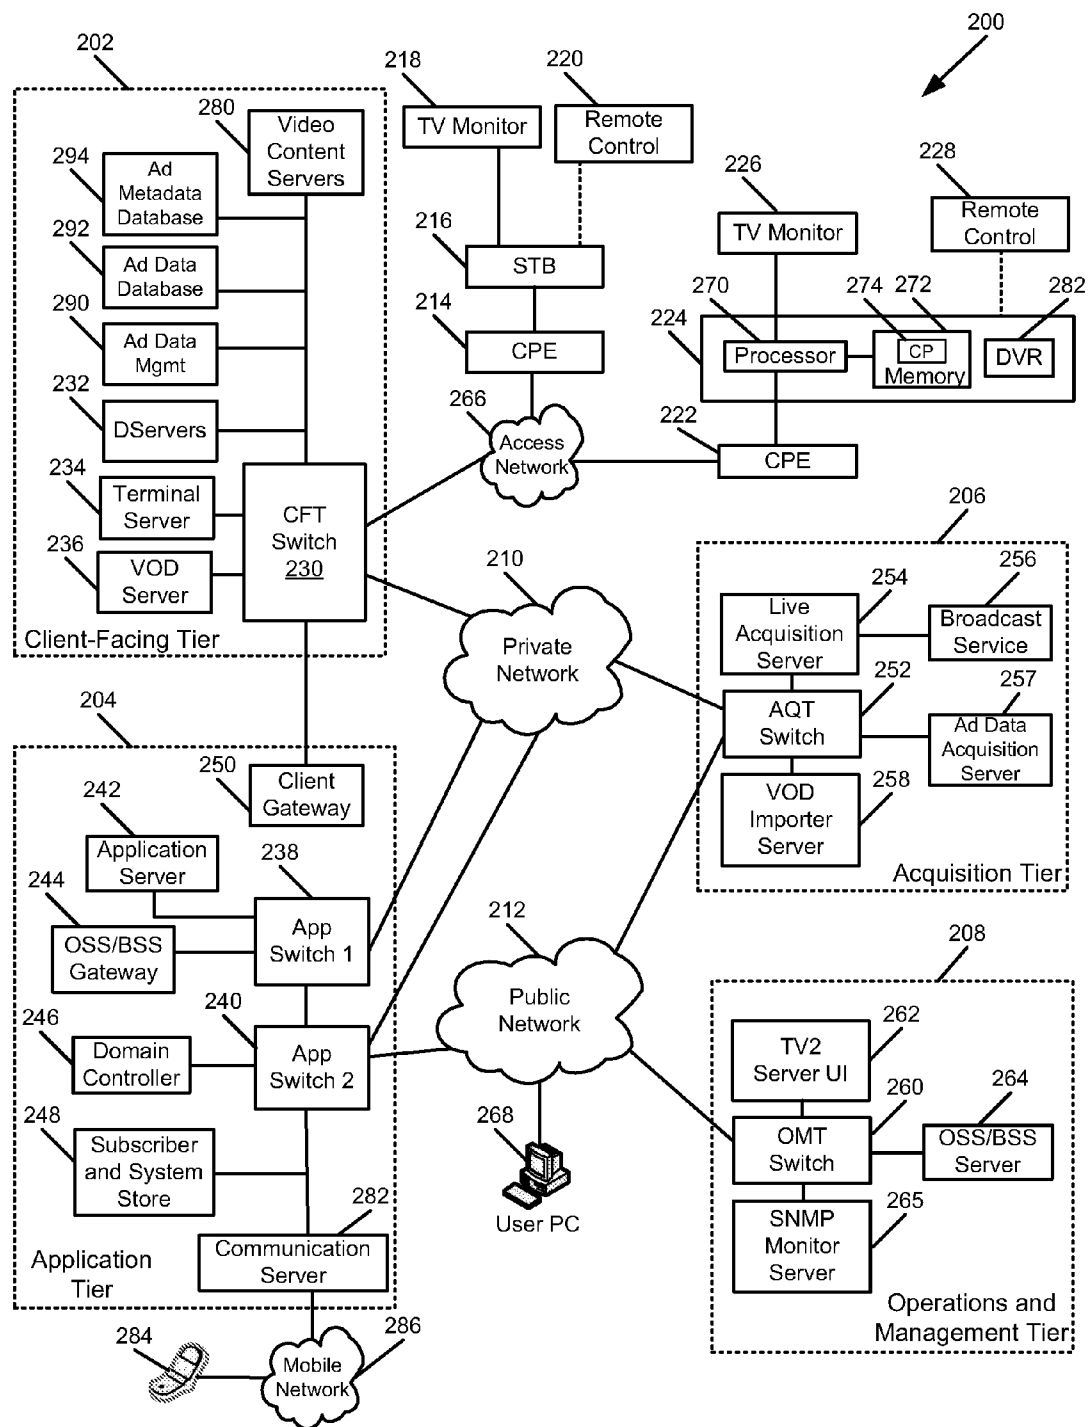 200
202
218
220
280
Video
Content
Servers
TV Monitor
Remote
Control
294
Ad
Metadata
Database
226
228
TV Monitor
Remote
Control
292
Ad Data
Database
216
STB
270
274
272
282
290
Ad Data
Mgmt
214
CPE
224
Processor
CP
Memory
DVR
232
DServers
266
Access
Network
222
CPE
234
Terminal
Server
CFT
Switch
230
236
VOD
Server
206
Client-Facing Tier
210
Private
Network
254
256
Live
Acquisition
Server
Broadcast
Service
252
257
AQT
Switch
Ad Data
Acquisition
Server
204
250
Client
Gateway
258
VOD
Importer
Server
Acquisition Tier
242
Application
Server
238
244
OSS/BSS
Gateway
App
Switch 1
212
Public
Network
208
240
246
Domain
Controller
App
Switch 2
262
TV2
Server UI
248
Subscriber
and System
Store
268
User PC
260
264
OMT
Switch
OSS/BSS
Server
282
265
SNMP
Monitor
Server
Communication
Server
Application
Tier
Operations and
Management Tier
284
286
Mobile
Network